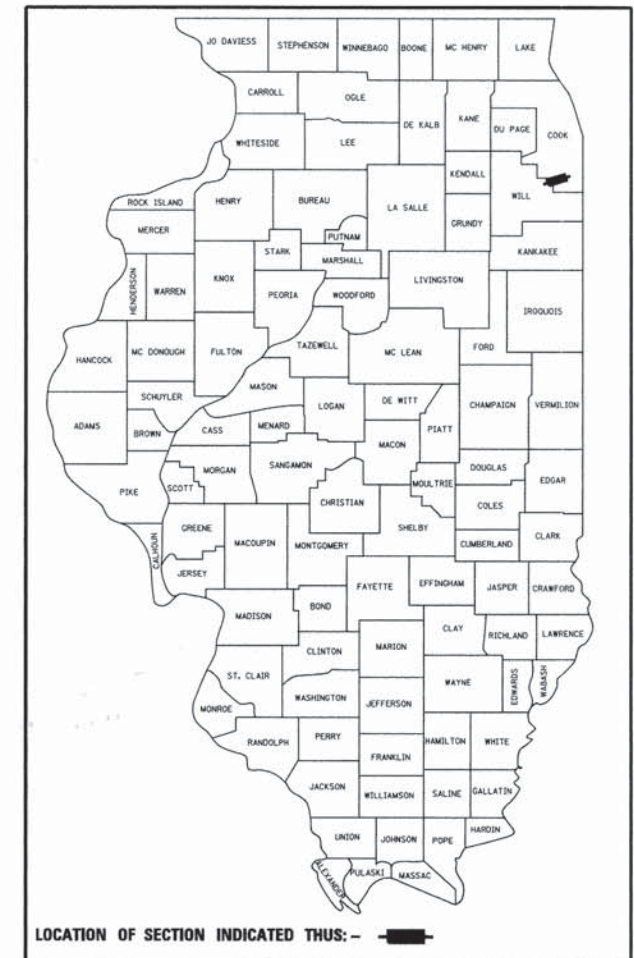 JO DAVIESS
STEPHENSON
WINNEBAGO
BOONE
MC HENRY
LAKE
CARROLL
OGLE
DE KALB
KANE
DU PAGE
COOK
WHITESIDE
LEE
KENDALL
WILL
ROCK ISLAND
HENRY
BUREAU
LA SALLE
GRUNDY
MERCER
PUTNAM
STARK
MARSHALL
KANKAKEE
HENDERSON
WARREN
KNOX
PEORIA
WOODFORD
LIVINGSTON
IROQUOIS
TAZEWELL
FORD
HANCOCK
MC DONOUGH
FULTON
MC LEAN
MASON
SCHUYLER
LOGAN
DE WITT
CHAMPAIGN
VERMILION
ADAMS
BROWN
CASS
MENARD
PIATT
MACON
MORGAN
SANGAMON
DOUGLAS
EDGAR
PIKE
SCOTT
CHRISTIAN
MOULTRIE
COLES
GREENE
MACOUPIN
MONTGOMERY
SHELBY
CUMBERLAND
CLARK
CALHOUN
JERSEY
FAYETTE
EFFINGHAM
JASPER
CRAWFORD
MADISON
BOND
CLAY
RICHLAND
LAWRENCE
CLINTON
MARION
ST. CLAIR
WAYNE
EDWARDS
WABASH
WASHINGTON
JEFFERSON
MONROE
RANDOLPH
PERRY
HAMILTON
WHITE
FRANKLIN
JACKSON
WILLIAMSON
SALINE
GALLATIN
UNION
JOHNSON
POPE
HARDIN
ALEXANDER
PULASKI
MASSAC
LOCATION OF SECTION INDICATED THUS: -